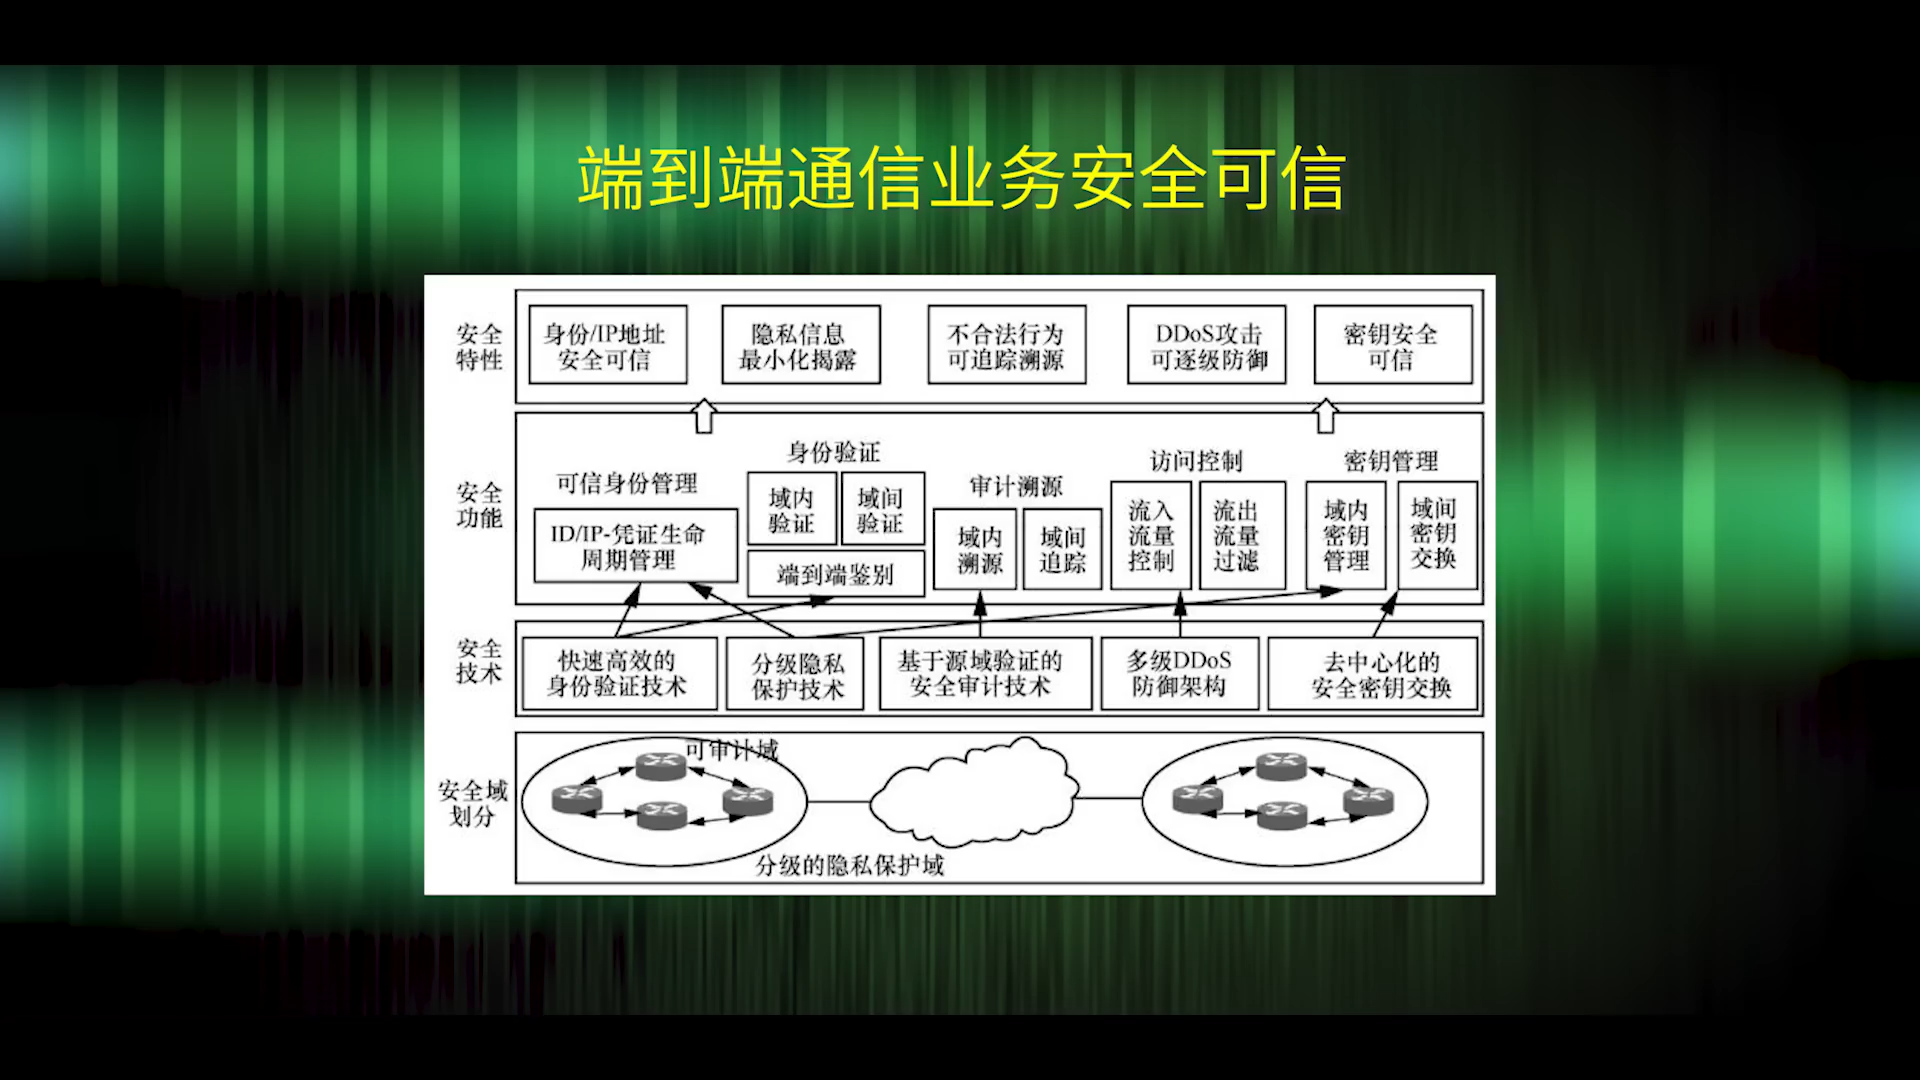 端到端通信业务安全可信
安全
特性
身份/IP地址
安全可信
隐私信息
最小化揭露
不合法行为
可追踪溯源
DDoS攻击
可逐级防御
密钥安全
可信
安全
功能
可信身份管理
ID/IP-凭证生命
周期管理
身份验证
域内
验证
域间
验证
端到端鉴别
审计溯源
域内
溯源
域间
追踪
访问控制
流入
流量
控制
流出
流量
过滤
密钥管理
域内
密钥
管理
域间
密钥
交换
安全
技术
快速高效的
身份验证技术
分级隐私
保护技术
基于源域验证的
安全审计技术
多级DDoS
防御架构
去中心化的
安全密钥交换
安全域
划分
可审计域
分级的隐私保护域